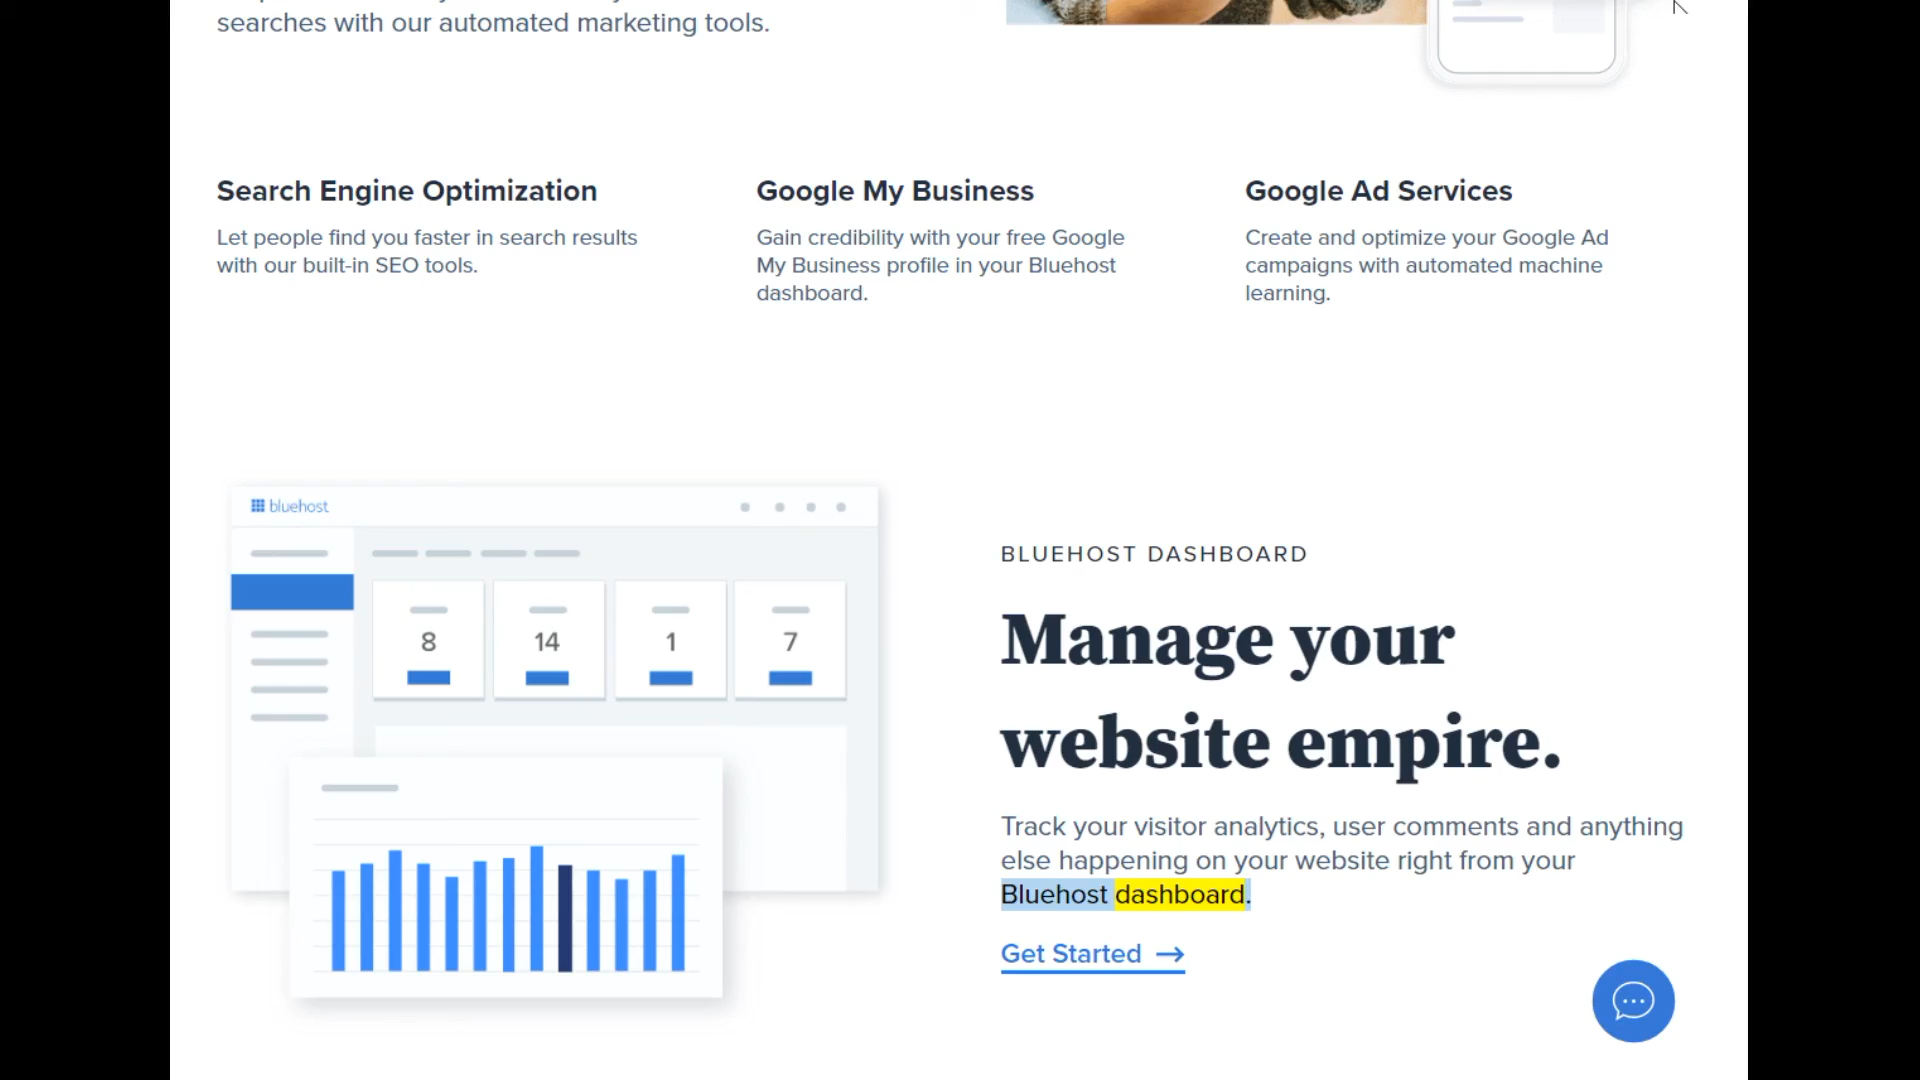 searches with our automated marketing tools.
Search Engine Optimization
Let people find you faster in search results
with our built-in SEO tools.
Google My Business
Gain credibility with your free Google
My Business profile in your Bluehost
dashboard.
Google Ad Services
Create and optimize your Google Ad
campaigns with automated machine
learning.
bluehost
8 14 1 7
BLUEHOST DASHBOARD
Manage your
website empire.
Track your visitor analytics, user comments and anything
else happening on your website right from your
Bluehost dashboard.
Get Started →